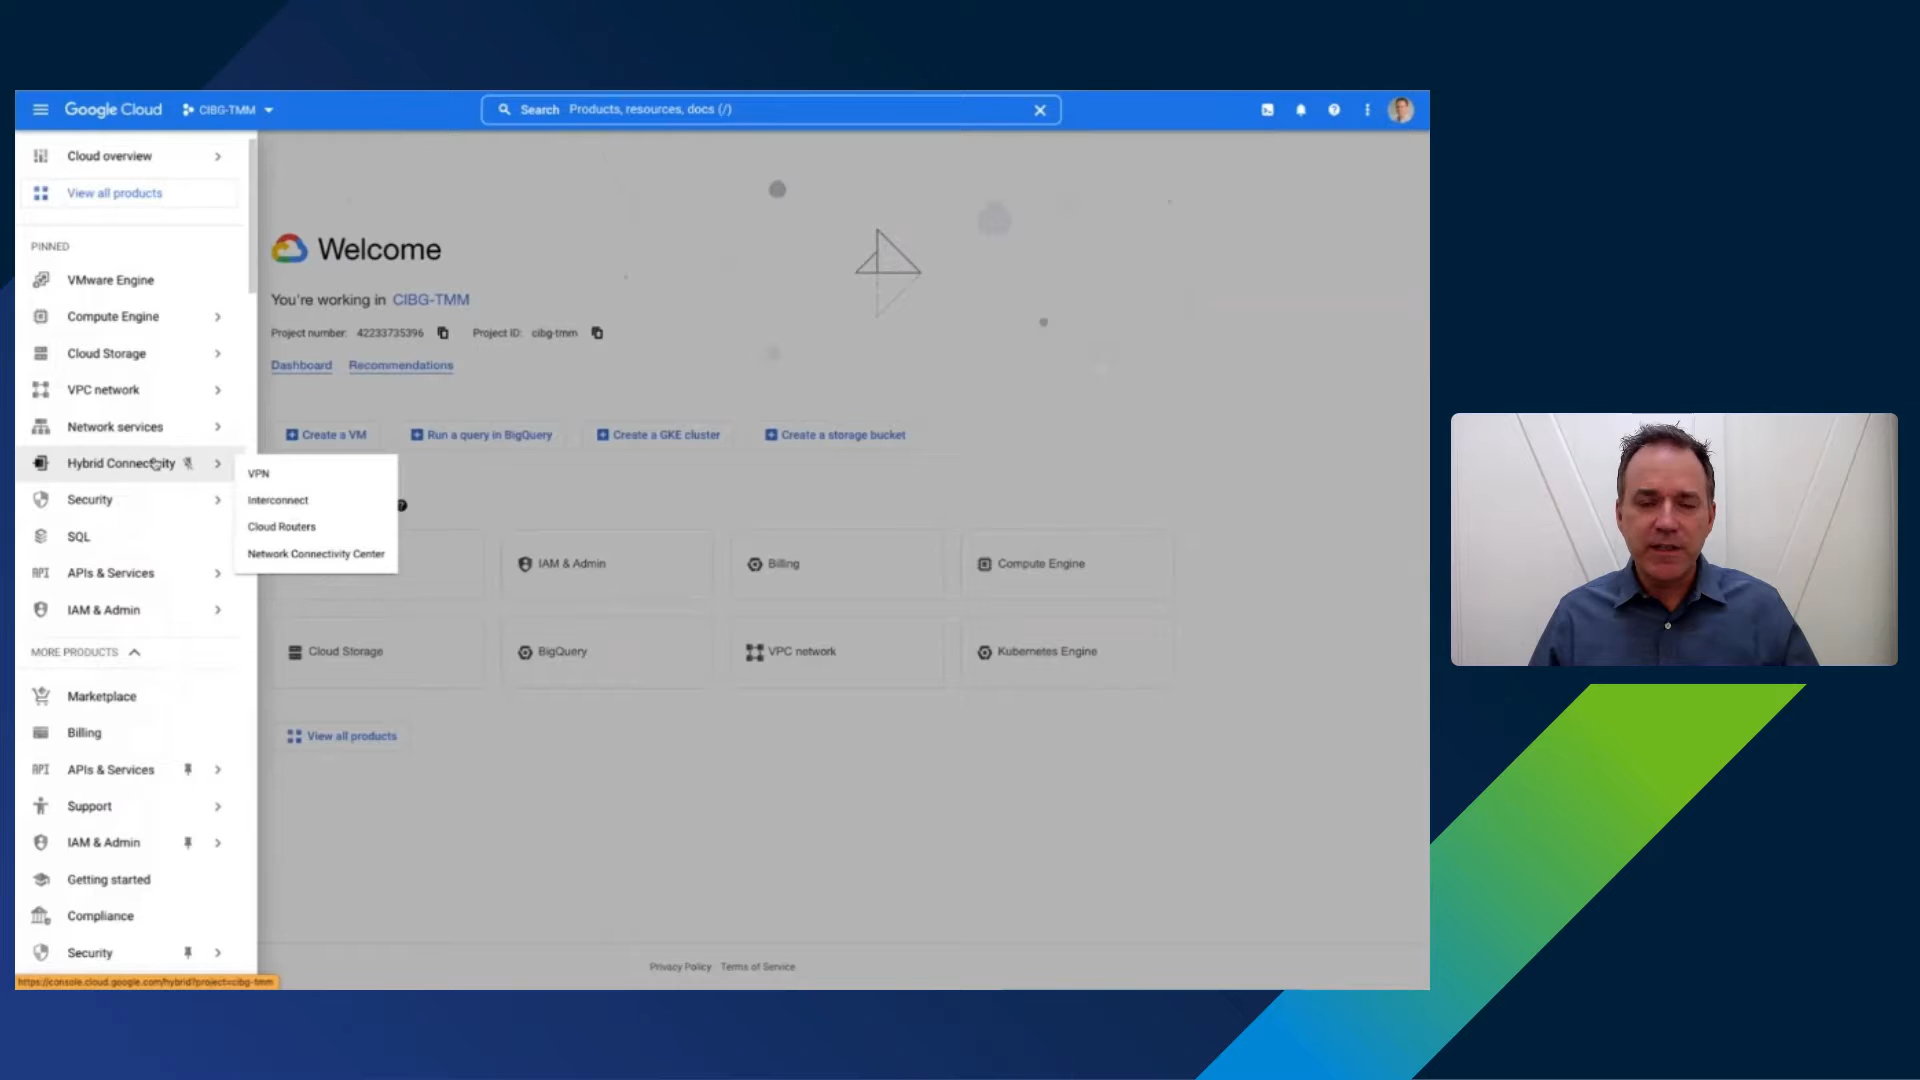 Google Cloud
CIBG-TMM
Search Products, resources, docs (/)
Cloud overview
View all products
PINNED
VMware Engine
Compute Engine
Cloud Storage
VPC network
Network services
Hybrid Connectivity
Security
SQL
API APIs & Services
IAM & Admin
MORE PRODUCTS
Marketplace
Billing
API APIs & Services
Support
IAM & Admin
Getting started
Compliance
Security
https://console.cloud.google.com/hybrid?project=cibg-tmm
VPN
Interconnect
Cloud Routers
Network Connectivity Center
Welcome
You're working in CIBG-TMM
Project number: 42233735396 Project ID: cibg-tmm
Dashboard Recommendations
Create a VM Run a query in BigQuery Create a GKE cluster Create a storage bucket
IAM & Admin Billing Compute Engine
Cloud Storage BigQuery VPC network Kubernetes Engine
View all products
Privacy Policy Terms of Service